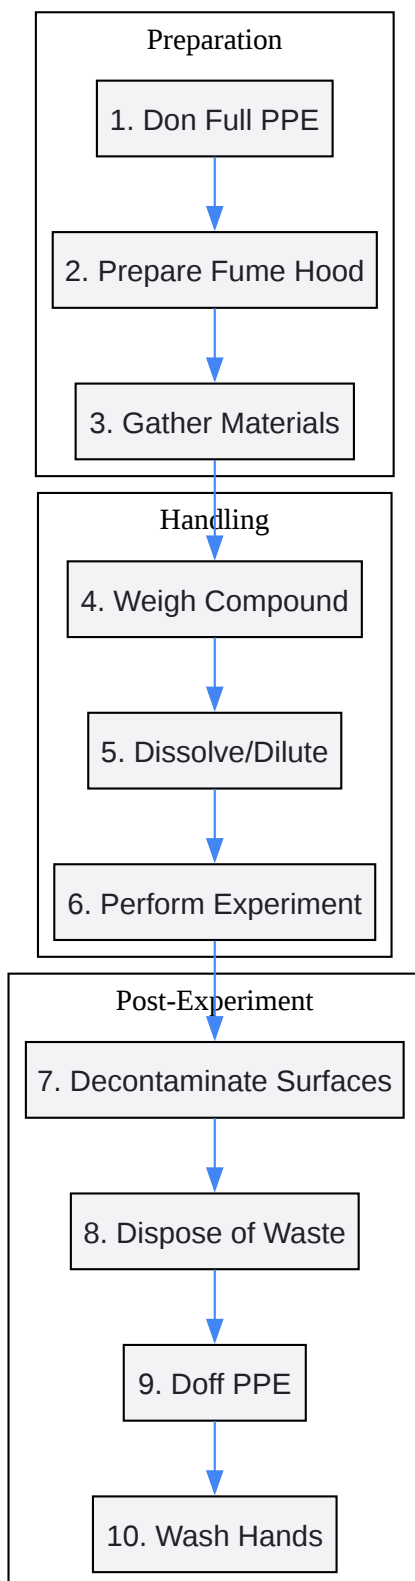 Preparation
1. Don Full PPE
2. Prepare Fume Hood
3. Gather Materials
Handling
4. Weigh Compound
5. Dissolve/Dilute
6. Perform Experiment
Post-Experiment
7. Decontaminate Surfaces
8. Dispose of Waste
9. Doff PPE
10. Wash Hands